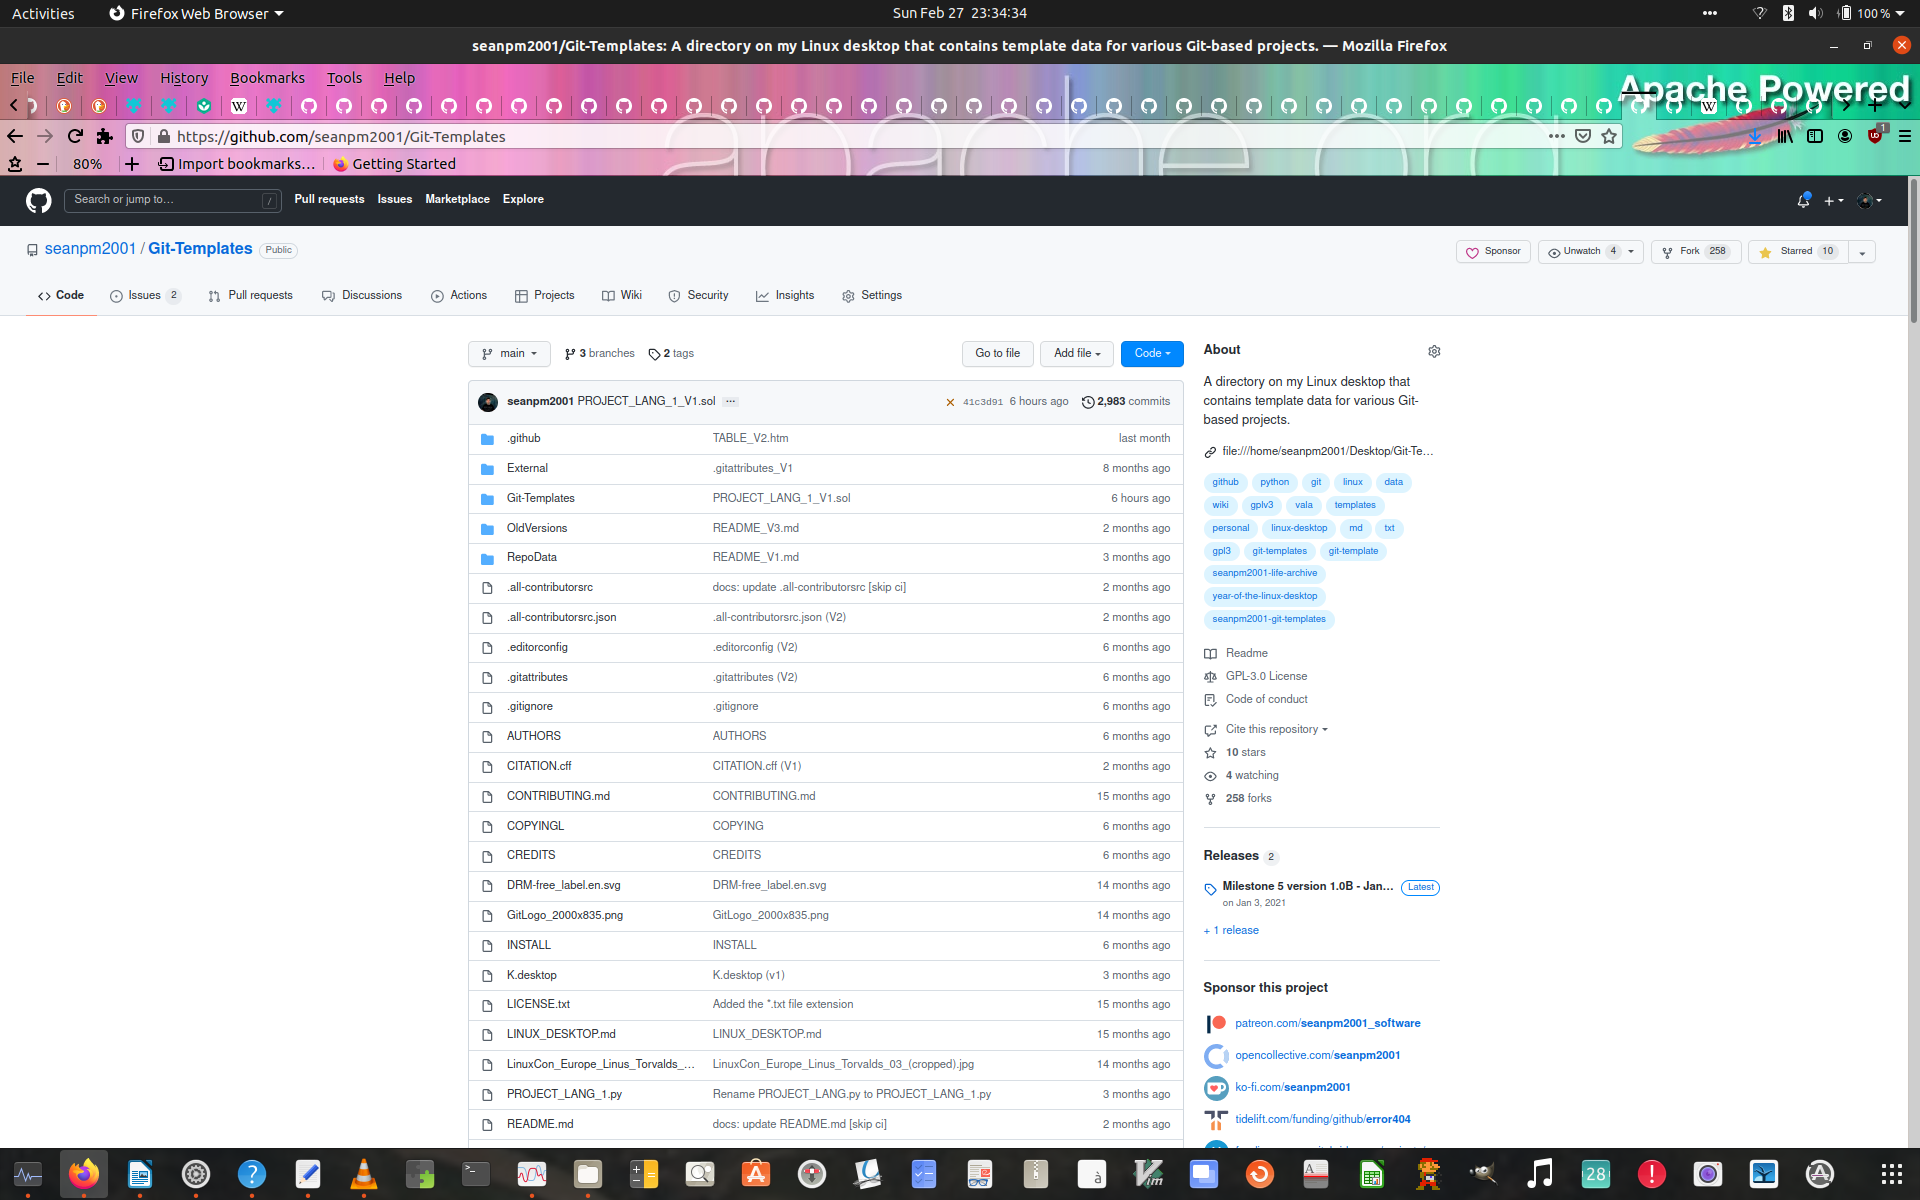 Activities Firefox Web Browser Sun Feb 27 23:34:34 100 %
seanpm2001/Git-Templates: A directory on my Linux desktop that contains template data for various Git-based projects. — Mozilla Firefox
File Edit View History Bookmarks Tools Help
Apache Powered
https://github.com/seanpm2001/Git-Templates
80% Import bookmarks... Getting Started
Search or jump to... / Pull requests Issues Marketplace Explore
seanpm2001 / Git-Templates Public
Sponsor Unwatch 4 Fork 258 Starred 10
Code Issues 2 Pull requests Discussions Actions Projects Wiki Security Insights Settings
main 3 branches 2 tags Go to file Add file Code
seanpm2001 PROJECT_LANG_1_V1.sol ... 41c3d91 6 hours ago 2,983 commits
.github TABLE_V2.htm last month
External .gitattributes_V1 8 months ago
Git-Templates PROJECT_LANG_1_V1.sol 6 hours ago
OldVersions README_V3.md 2 months ago
RepoData README_V1.md 3 months ago
.all-contributorsrc docs: update .all-contributorsrc [skip ci] 2 months ago
.all-contributorsrc.json .all-contributorsrc.json (V2) 2 months ago
.editorconfig .editorconfig (V2) 6 months ago
.gitattributes .gitattributes (V2) 6 months ago
.gitignore .gitignore 6 months ago
AUTHORS AUTHORS 6 months ago
CITATION.cff CITATION.cff (V1) 2 months ago
CONTRIBUTING.md CONTRIBUTING.md 15 months ago
COPYINGL COPYING 6 months ago
CREDITS CREDITS 6 months ago
DRM-free_label.en.svg DRM-free_label.en.svg 14 months ago
GitLogo_2000x835.png GitLogo_2000x835.png 14 months ago
INSTALL INSTALL 6 months ago
K.desktop K.desktop (v1) 3 months ago
LICENSE.txt Added the *.txt file extension 15 months ago
LINUX_DESKTOP.md LINUX_DESKTOP.md 15 months ago
LinuxCon_Europe_Linus_Torvalds_... LinuxCon_Europe_Linus_Torvalds_03_(cropped).jpg 14 months ago
PROJECT_LANG_1.py Rename PROJECT_LANG.py to PROJECT_LANG_1.py 3 months ago
README.md docs: update README.md [skip ci] 2 months ago
About
A directory on my Linux desktop that
contains template data for various Git-
based projects.
file:///home/seanpm2001/Desktop/Git-Te...
github python git linux data
wiki gplv3 vala templates
personal linux-desktop md txt
gpl3 git-templates git-template
seanpm2001-life-archive
year-of-the-linux-desktop
seanpm2001-git-templates
Readme
GPL-3.0 License
Code of conduct
Cite this repository
10 stars
4 watching
258 forks
Releases 2
Milestone 5 version 1.0B - Jan... Latest
on Jan 3, 2021
+ 1 release
Sponsor this project
patreon.com/seanpm2001_software
opencollective.com/seanpm2001
ko-fi.com/seanpm2001
tidelift.com/funding/github/error404
28